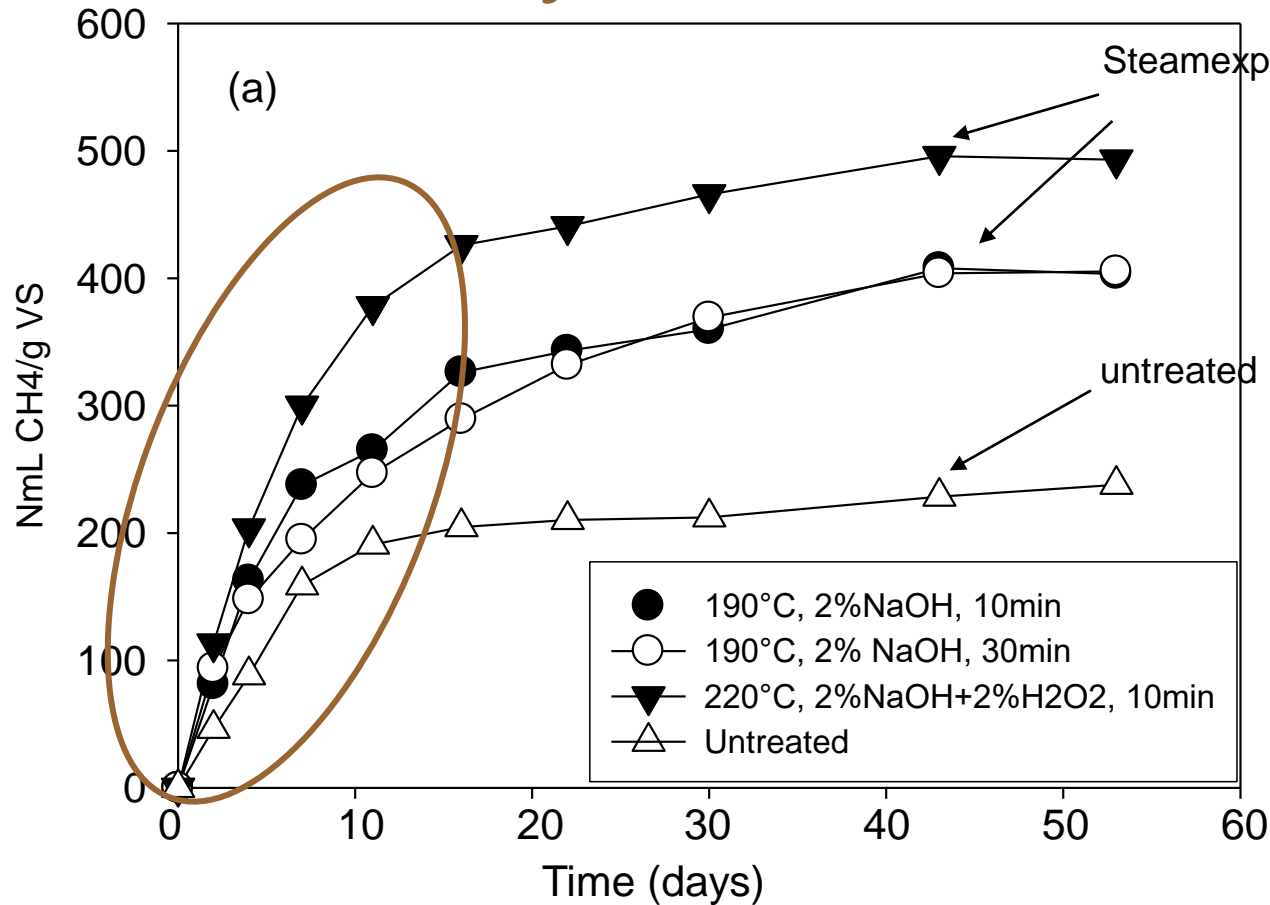 600
(a)
Steamexp
500
400
untreated
300
200
100
0
NmL CH4/g VS
190°C, 2%NaOH, 10min
190°C, 2% NaOH, 30min
220°C, 2%NaOH+2%H2O2, 10min
Untreated
0 10 20 30 40 50 60
Time (days)